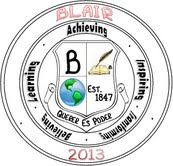 BLAIR
Achieving
Learning
Inspiring
B
EST.
1847
QUERER ES PODER
Believing
Transforming
2013